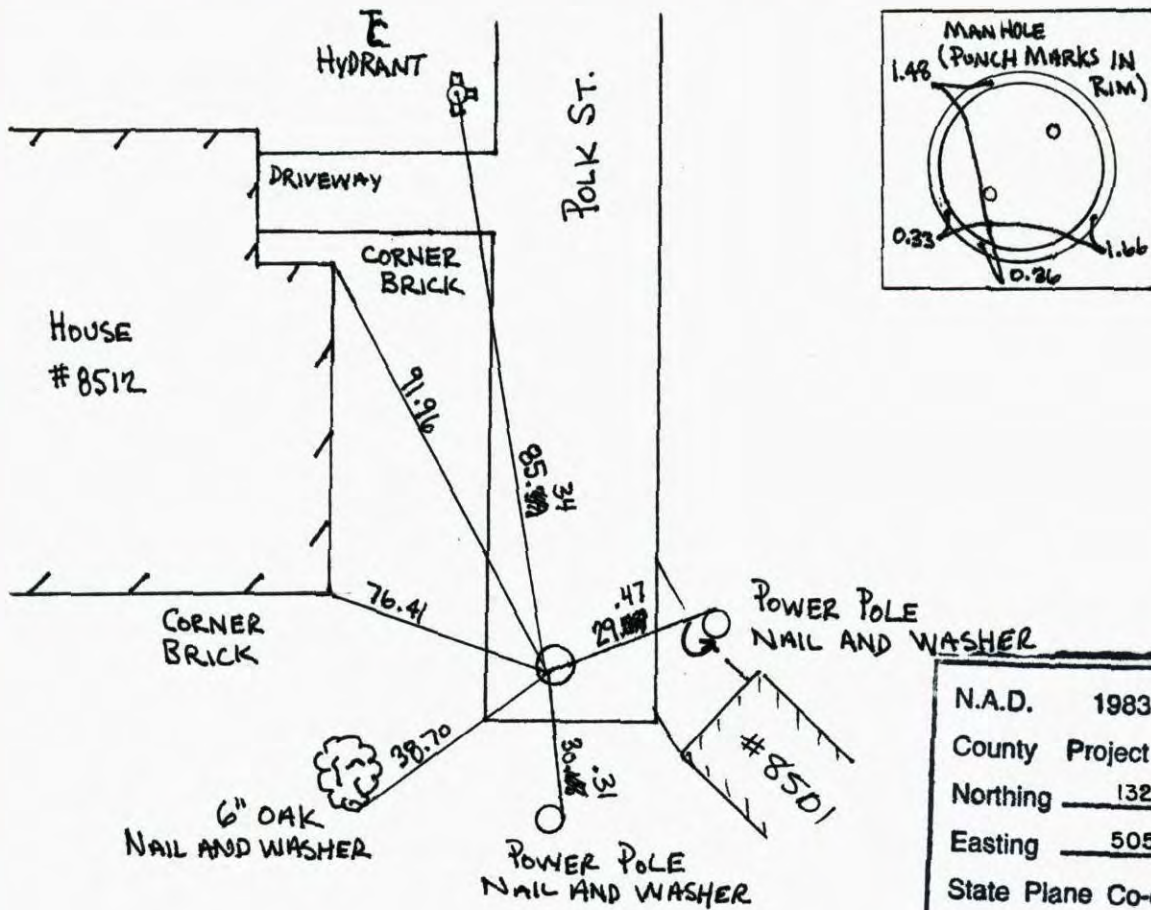 HYDRANT
MANHOLE
(PUNCH MARKS IN
RIM)
1.48
0.33
1.66
0.36
POLK ST.
DRIVEWAY
CORNER
BRICK
HOUSE
#8512
91.96
85.34
76.41
CORNER
BRICK
29.47
POWER POLE
NAIL AND WASHER
38.70
30.31
#8501
6" OAK
NAIL AND WASHER
POWER POLE
NAIL AND WASHER
N.A.D. 1983
County Project
Northing 132
Easting 505
State Plane